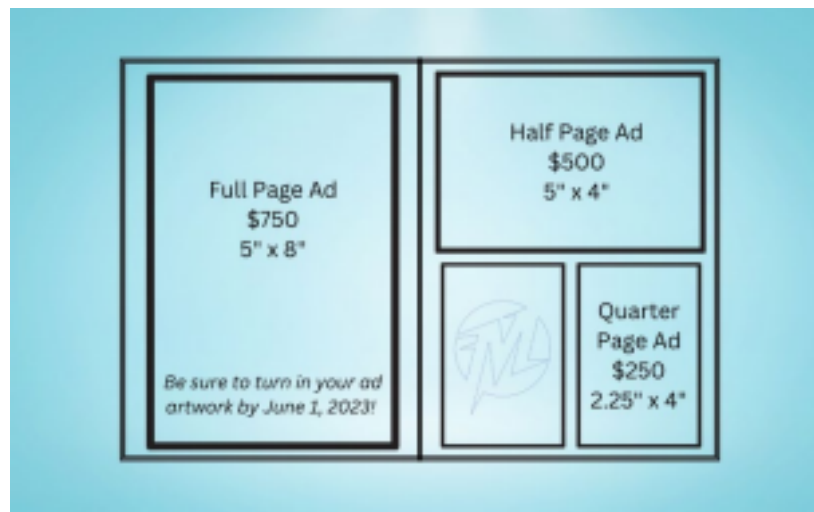 Full Page Ad
$750
5" x 8"
Be sure to turn in your ad
artwork by June 1, 2023!
Half Page Ad
$500
5" x 4"
Quarter
Page Ad
$250
2.25" x 4"